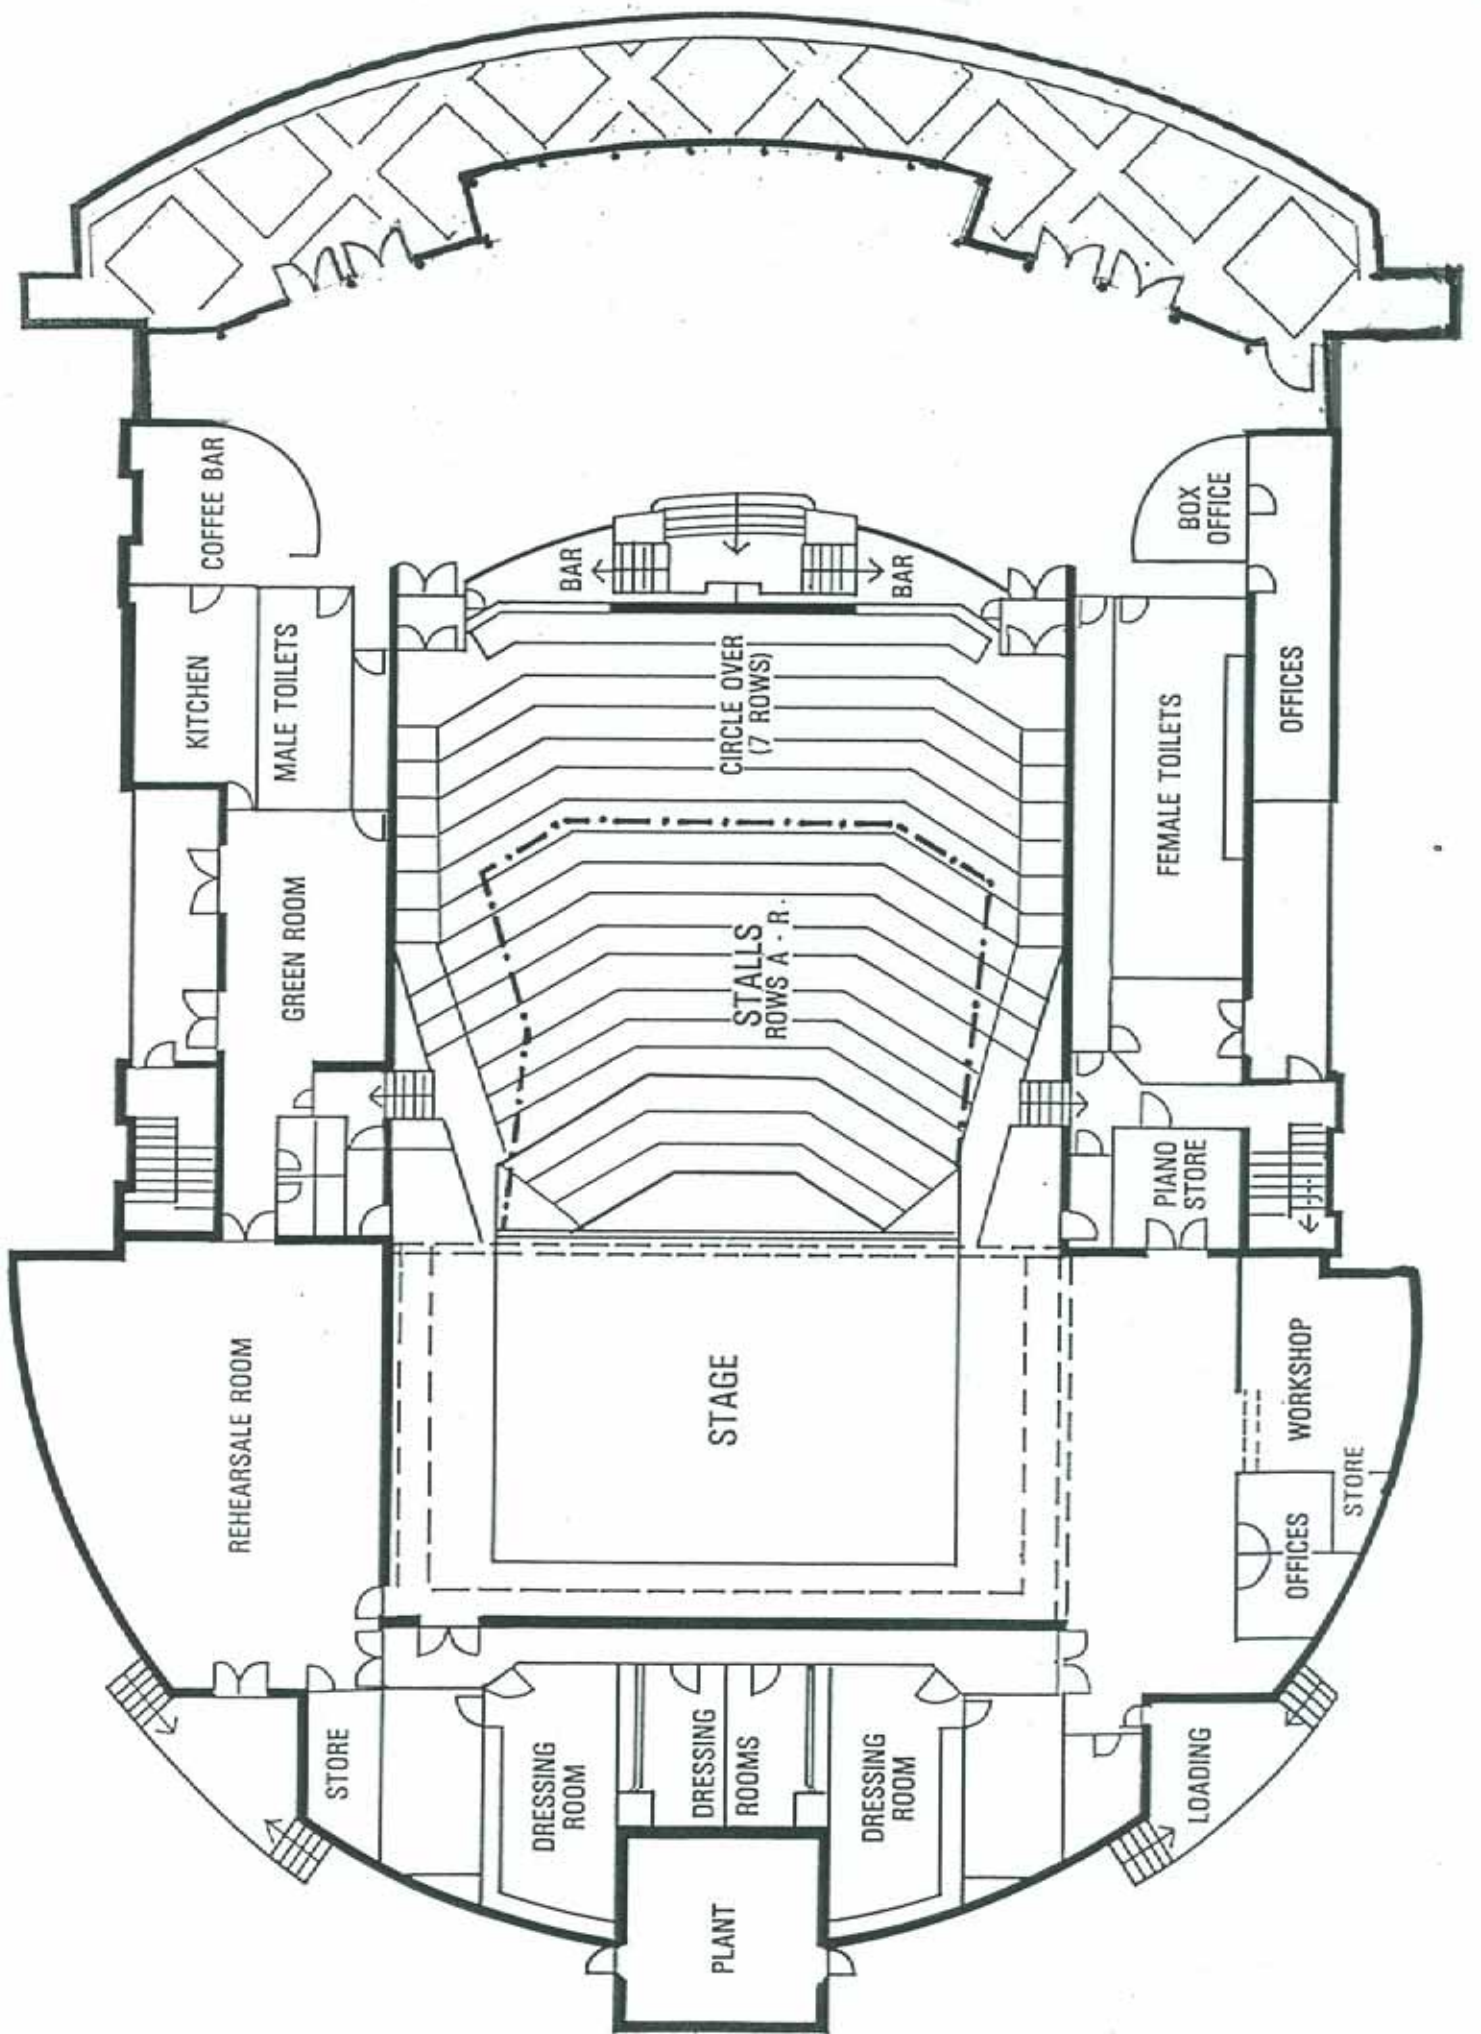 COFFEE BAR
BOX
OFFICE
BAR
BAR
KITCHEN
MALE TOILETS
CIRCLE OVER
(7 ROWS)
FEMALE TOILETS
OFFICES
GREEN ROOM
STALLS
ROWS A - R.
PIANO
STORE
REHEARSALE ROOM
STAGE
WORKSHOP
STORE
OFFICES
STORE
DRESSING
ROOM
DRESSING
ROOMS
DRESSING
ROOM
LOADING
PLANT